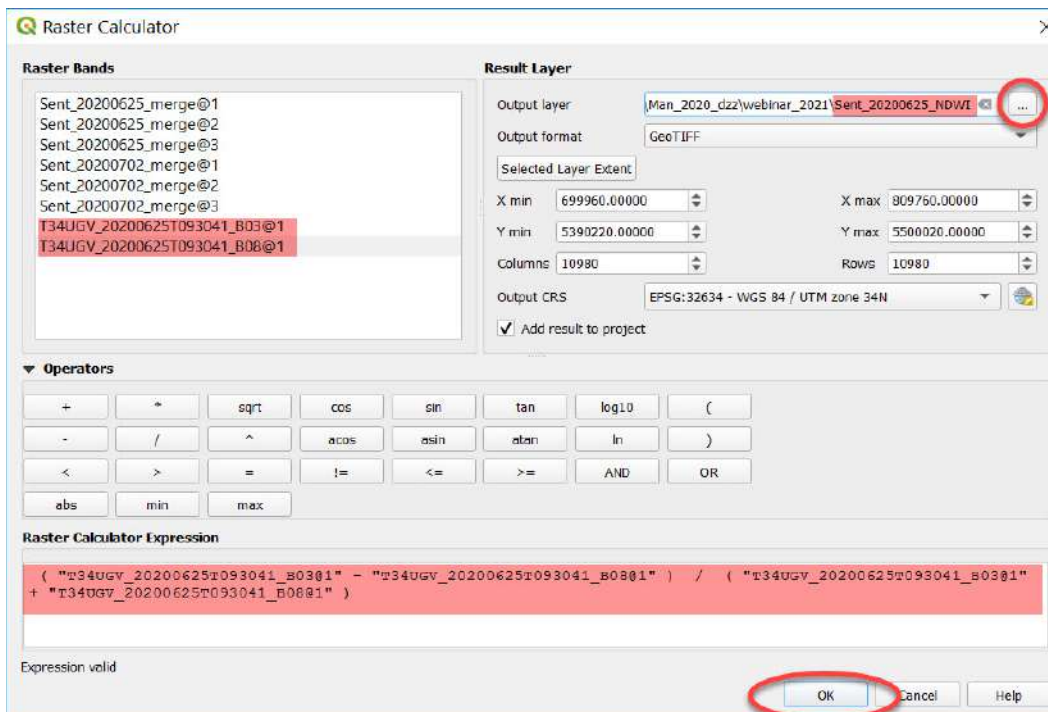 Raster Calculator
Raster Bands
Sent_20200625_merge@1
Sent_20200625_merge@2
Sent_20200625_merge@3
Sent_20200702_merge@1
Sent_20200702_merge@2
Sent_20200702_merge@3
T34UGV_20200625T093041_B03@1
T34UGV_20200625T093041_B08@1
Result Layer
Output layer \Man_2020_dzz\webinar_2021\Sent_20200625_NDWI ...
Output format GeoTIFF
Selected Layer Extent
X min 699960.00000 X max 809760.00000
Y min 5390220.00000 Y max 5500020.00000
Columns 10980 Rows 10980
Output CRS EPSG:32634 - WGS 84 / UTM zone 34N
Add result to project
Operators
+ * sqrt cos sin tan log10 (
- / ^ acos asin atan ln )
< > = != <= >= AND OR
abs min max
Raster Calculator Expression
( "T34UGV_20200625T093041_B03@1" - "T34UGV_20200625T093041_B08@1" ) / ( "T34UGV_20200625T093041_B03@1"
+ "T34UGV_20200625T093041_B08@1" )
Expression valid
OK Cancel Help